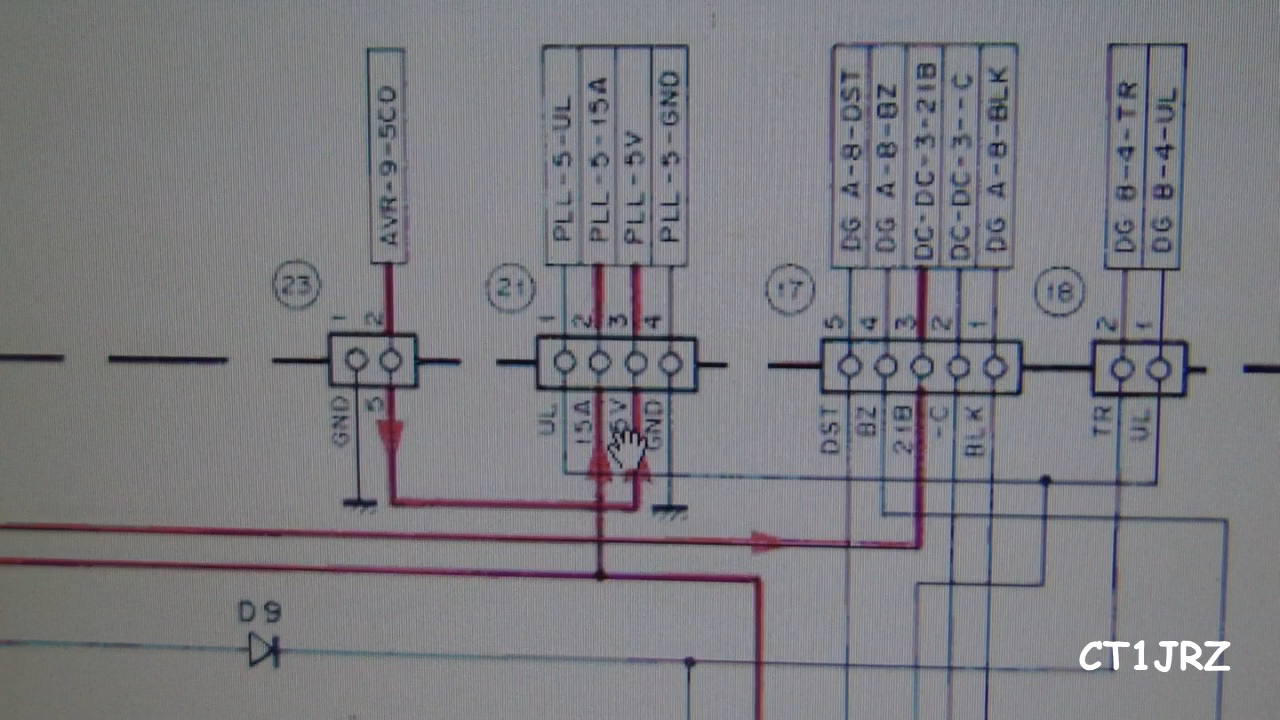 AVR-9-5CO
PLL-5-UL
PLL-5-15A
PLL-5V
PLL-5-GND
DG A-8-DST
DG A-8-BZ
DC-DC-3-21B
DC-DC-3--C
DG A-8-BLK
DG B-4-TR
DG B-4-UL
23
21
17
18
1
2
1
2
3
4
5
4
3
2
1
2
1
GND
5
UL
15A
5V
GND
DST
BZ
21B
-C
BLK
TR
UL
D9
CT1JRZ